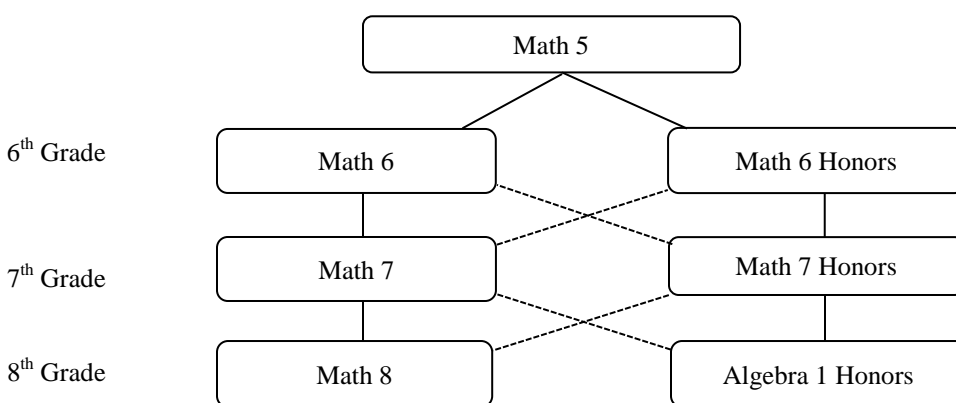 Math 5
6th Grade
Math 6
Math 6 Honors
7th Grade
Math 7
Math 7 Honors
8th Grade
Math 8
Algebra 1 Honors